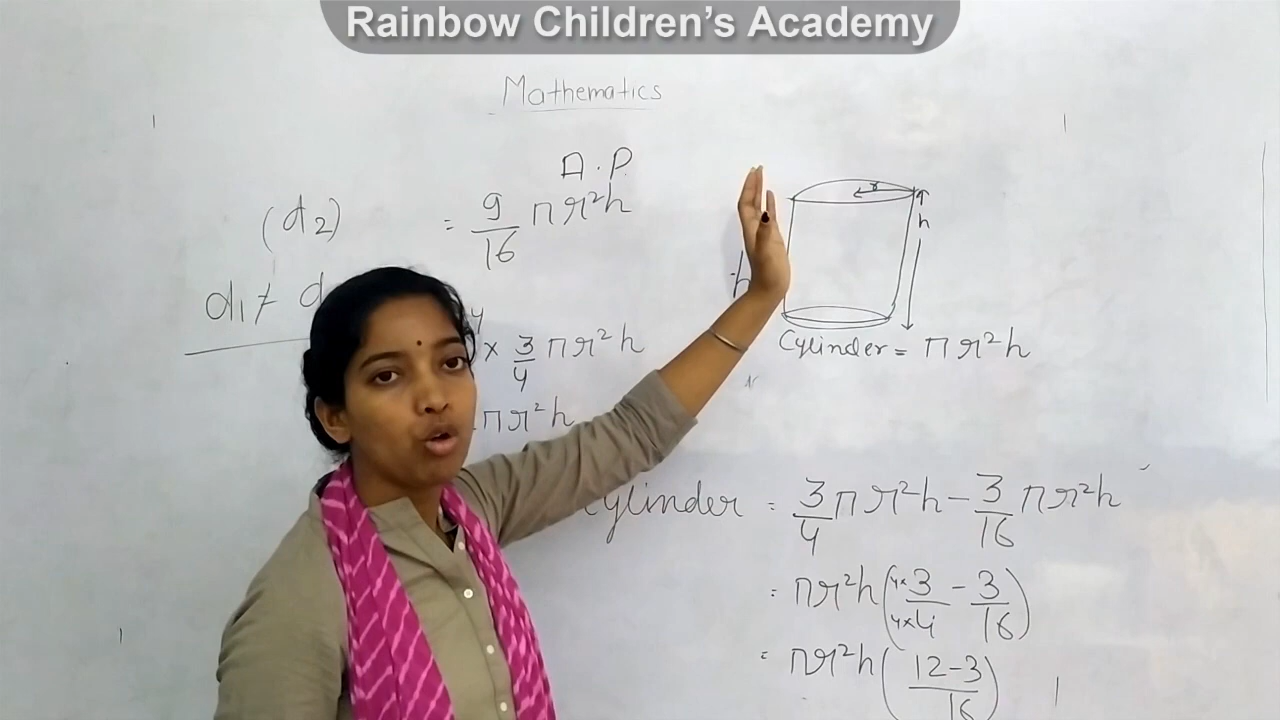 Rainbow Children's Academy
Mathematics
A.P.
(d₂) = 9/16 πr²h
d₁ ≠ d
× 3/4 πr²h
πr²h
r
h
h
Cylinder = πr²h
Cylinder = 3/4 πr²h − 3/16 πr²h
= πr²h (4×3/4×4 − 3/16)
= πr²h (12−3/16)